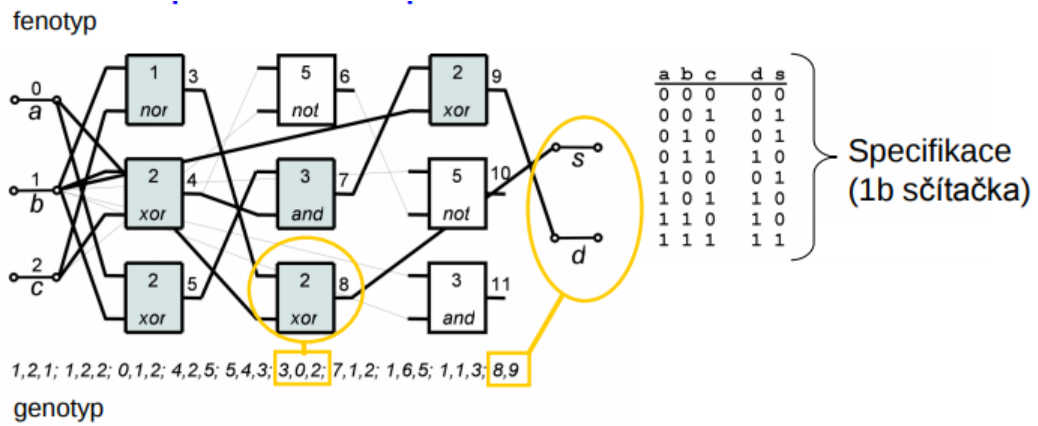 fenotyp
0
a
1
b
2
c
1
nor
3
2
xor
4
2
xor
5
5
not
6
3
and
7
2
xor
8
2
xor
9
5
not
10
3
and
11
s
d
a b c d s
0 0 0 0 0
0 0 1 0 1
0 1 0 0 1
0 1 1 1 0
1 0 0 0 1
1 0 1 1 0
1 1 0 1 0
1 1 1 1 1
Specifikace
(1b sčítačka)
1,2,1; 1,2,2; 0,1,2; 4,2,5; 5,4,3; 3,0,2; 7,1,2; 1,6,5; 1,1,3; 8,9
genotyp